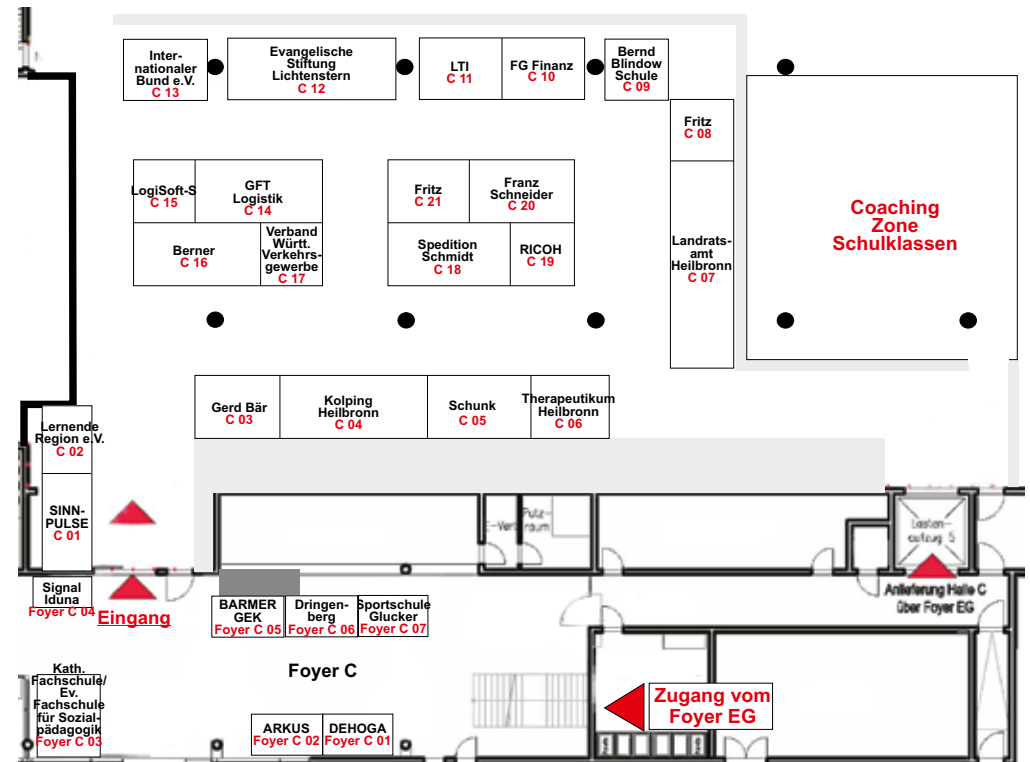 Inter-
nationaler
Bund e.V.
C 13
Evangelische
Stiftung
Lichtenstern
C 12
LTI
C 11
FG Finanz
C 10
Bernd
Blindow
Schule
C 09
Fritz
C 08
LogiSoft-S
C 15
GFT
Logistik
C 14
Fritz
C 21
Franz
Schneider
C 20
Coaching
Zone
Schulklassen
Berner
C 16
Verband
Württ.
Verkehrs-
gewerbe
C 17
Spedition
Schmidt
C 18
RICOH
C 19
Landrats-
amt
Heilbronn
C 07
Gerd Bär
C 03
Kolping
Heilbronn
C 04
Schunk
C 05
Therapeutikum
Heilbronn
C 06
Lernende
Region e.V.
C 02
SINN-
PULSE
C 01
E-Vert
Putz-
raum
Lasten-
aufzug 5
Anlieferung Halle C
über Foyer EG
Signal
Iduna
Foyer C 04
Eingang
BARMER
GEK
Foyer C 05
Dringen-
berg
Foyer C 06
Sportschule
Glucker
Foyer C 07
Foyer C
Kath.
Fachschule/
Ev.
Fachschule
für Sozial-
pädagogik
Foyer C 03
Zugang vom
Foyer EG
ARKUS
Foyer C 02
DEHOGA
Foyer C 01